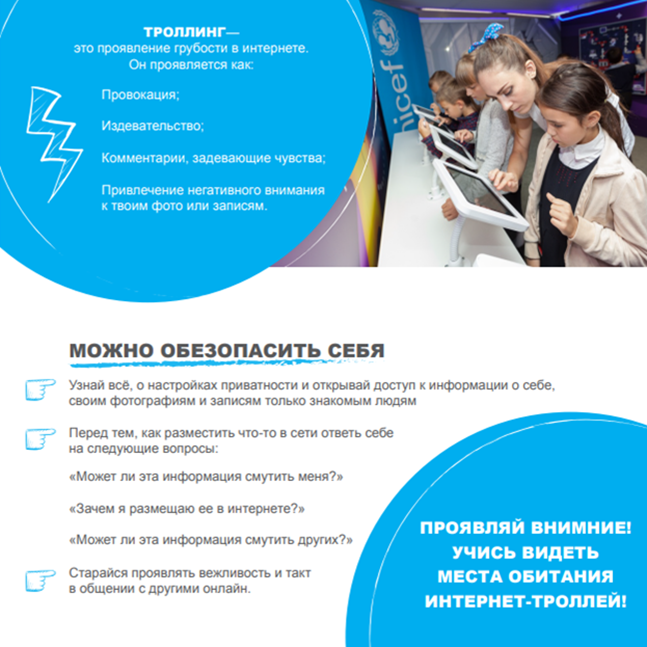 ТРОЛЛИНГ—
это проявление грубости в интернете.
Он проявляется как:
Провокация;
Издевательство;
Комментарии, задевающие чувства;
Привлечение негативного внимания
к твоим фото или записям.
unicef
МОЖНО ОБЕЗОПАСИТЬ СЕБЯ
Узнай всё, о настройках приватности и открывай доступ к информации о себе,
своим фотографиям и записям только знакомым людям
Перед тем, как разместить что-то в сети ответь себе
на следующие вопросы:
«Может ли эта информация смутить меня?»
«Зачем я размещаю ее в интернете?»
«Может ли эта информация смутить других?»
Старайся проявлять вежливость и такт
в общении с другими онлайн.
ПРОЯВЛЯЙ ВНИМНИЕ!
УЧИСЬ ВИДЕТЬ
МЕСТА ОБИТАНИЯ
ИНТЕРНЕТ-ТРОЛЛЕЙ!